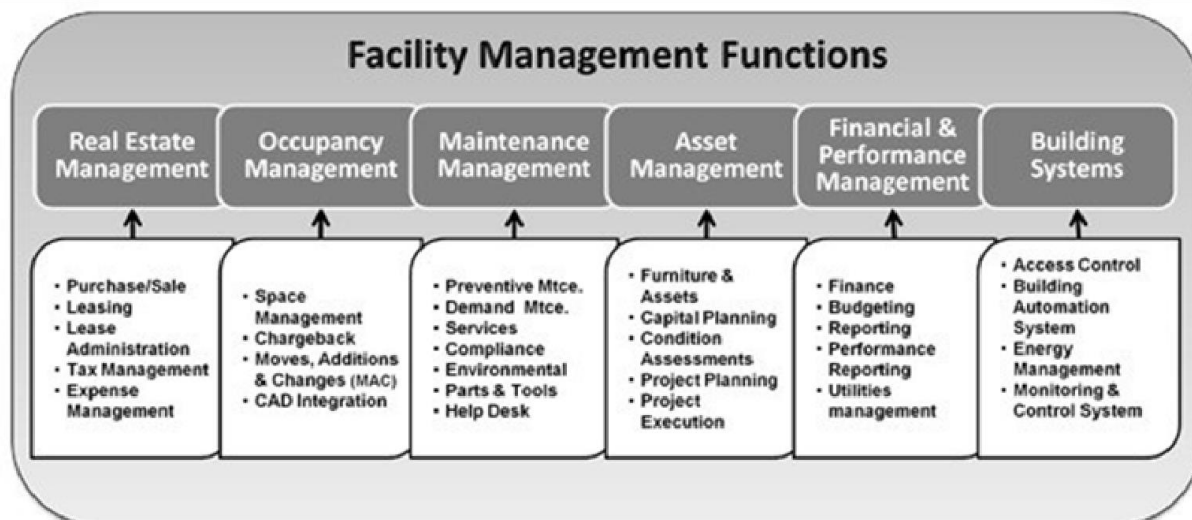 Facility Management Functions
Real Estate
Management
Occupancy
Management
Maintenance
Management
Asset
Management
Financial &
Performance
Management
Building
Systems
• Purchase/Sale
• Leasing
• Lease
Administration
• Tax Management
• Expense
Management
• Space
Management
• Chargeback
• Moves, Additions
& Changes (MAC)
• CAD Integration
• Preventive Mtce.
• Demand Mtce.
• Services
• Compliance
• Environmental
• Parts & Tools
• Help Desk
• Furniture &
Assets
• Capital Planning
• Condition
Assessments
• Project Planning
• Project
Execution
• Finance
• Budgeting
• Reporting
• Performance
Reporting
• Utilities
management
• Access Control
• Building
Automation
System
• Energy
Management
• Monitoring &
Control System